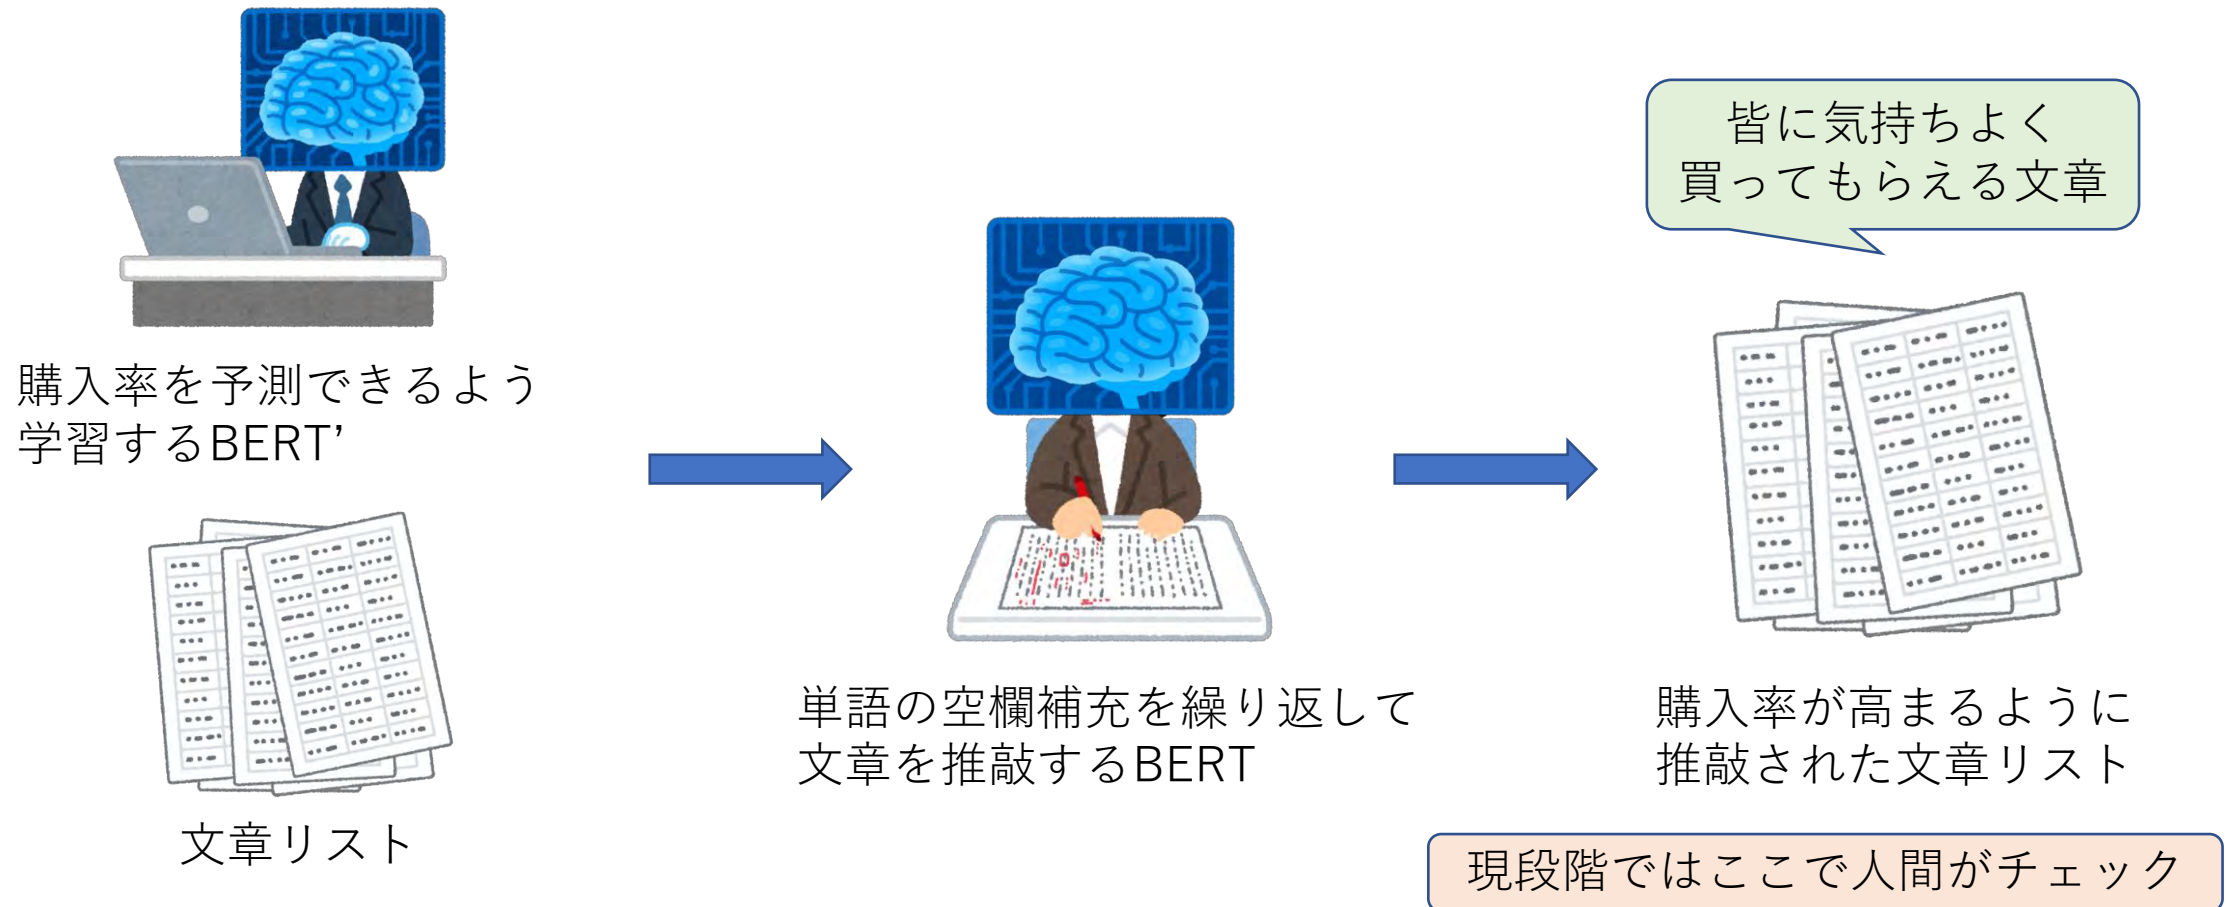 購入率を予測できるよう
学習するBERT’
文章リスト
単語の空欄補充を繰り返して
文章を推敲するBERT
皆に気持ちよく
買ってもらえる文章
購入率が高まるように
推敲された文章リスト
現段階ではここで人間がチェック